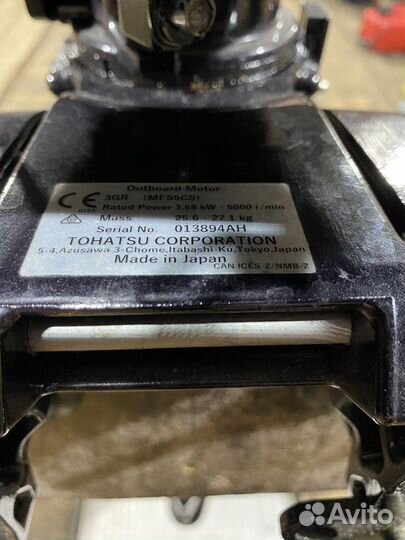 Outboard Motor
CE 3GR (MFS5CS)
Rated Power 3,68 kW - 5000 r/min
Mass 25.6 - 27.1 kg
Serial No. 013894AH
TOHATSU CORPORATION
5-4,Azusawa 3-Chome,Itabashi-Ku,Tokyo,Japan
Made in Japan
CAN ICES-2/NMB-2
Avito